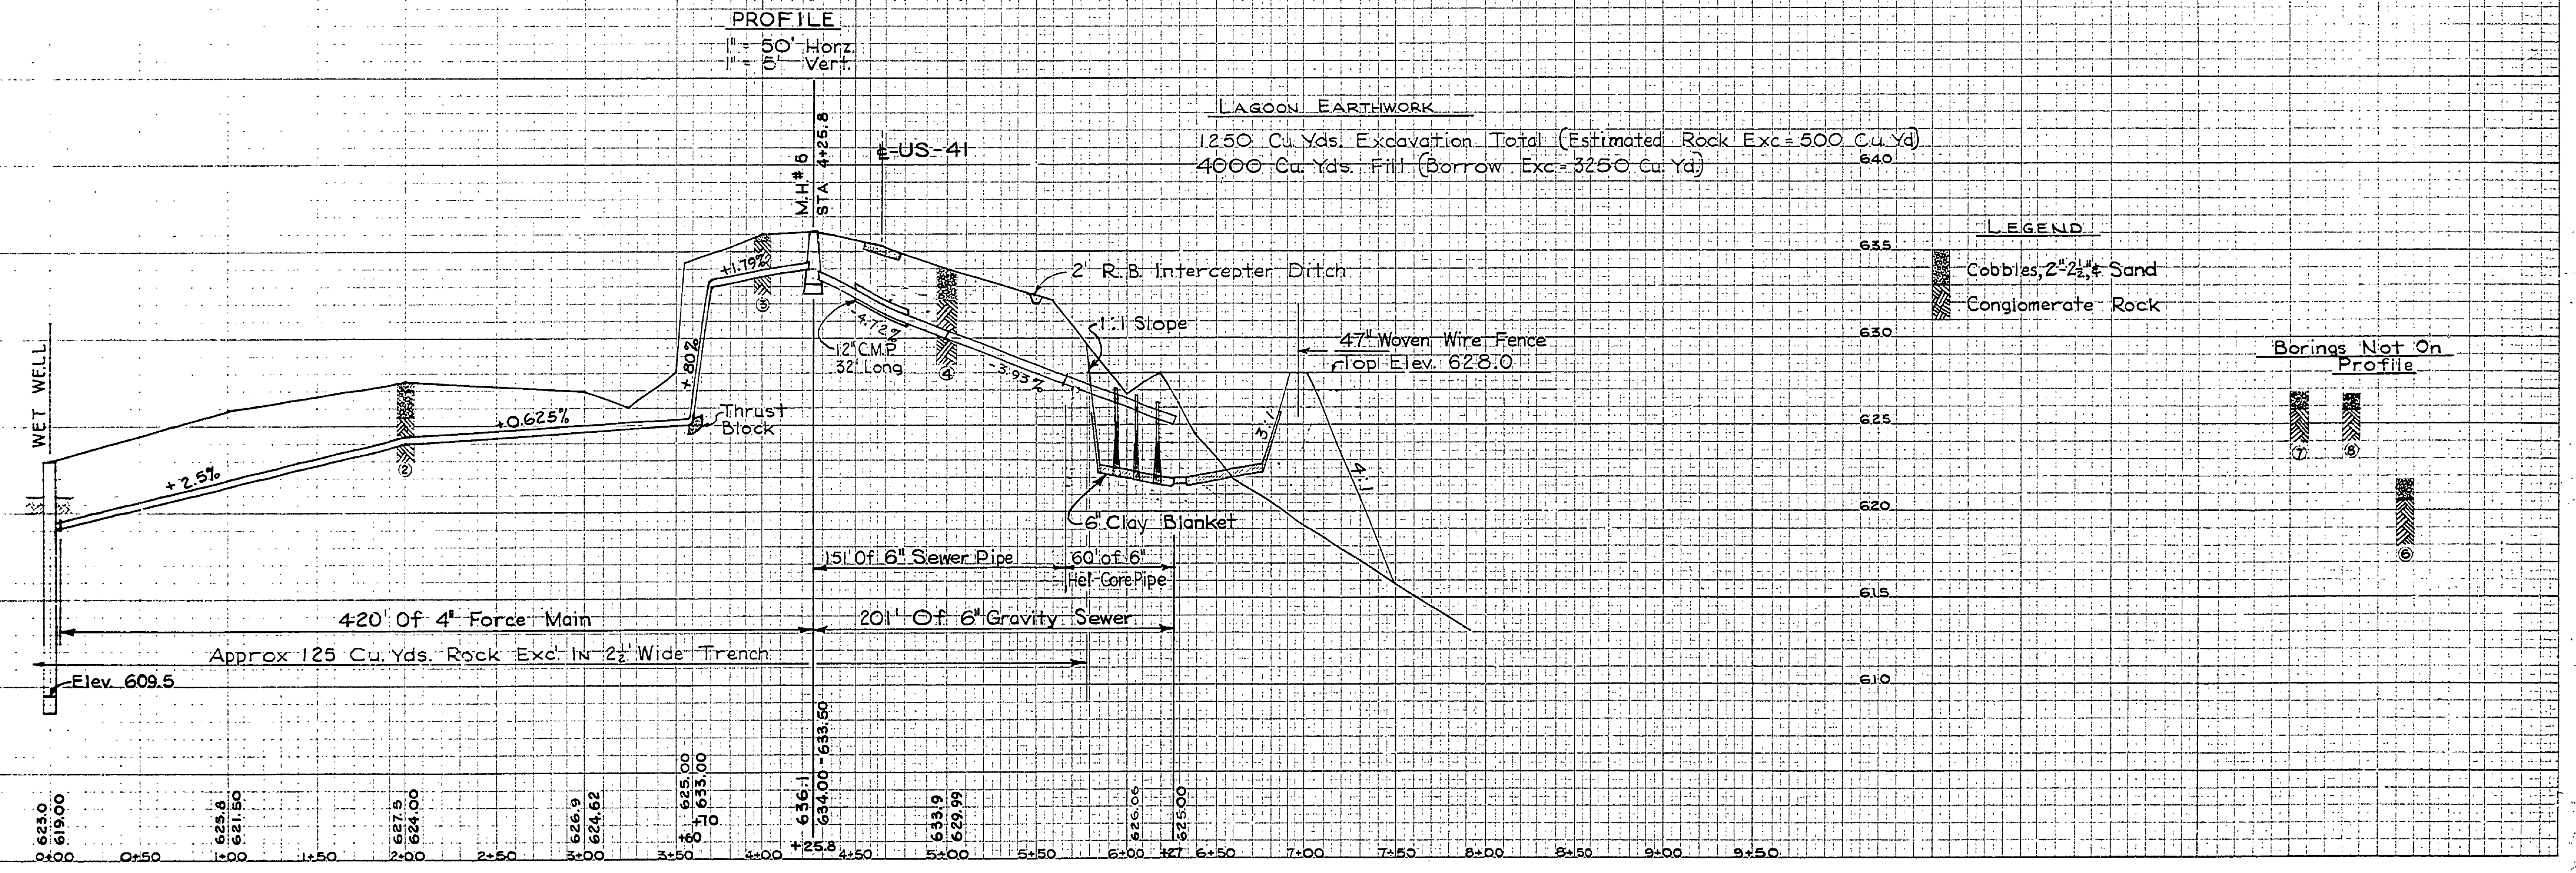 PROFILE
1" = 50' Horz.
1" = 5' Vert.
M.H.# 6
STA 4+25.8
℄-US-41
LAGOON EARTHWORK
1250 Cu. Yds. Excavation Total (Estimated Rock Exc = 500 Cu. Yd)
4000 Cu. Yds. Fill (Borrow Exc = 3250 Cu. Yd.)
640
LEGEND
635
Cobbles, 2"-2½", & Sand
Conglomerate Rock
+1.79%
③
2' R.B. Intercepter Ditch
-4.72%
12" C.M.P.
32' Long
④
-3.93%
1:1 Slope
630
47" Woven Wire Fence
Top Elev. 628.0
Borings Not On
Profile
WET WELL
+80%
Thrust
Block
+0.625%
②
+2.5%
3:1
4:1
625
⑦
⑧
620
6" Clay Blanket
⑥
151' Of 6" Sewer Pipe
60' of 6"
Hel-Core Pipe
615
420' Of 4" Force Main
201' Of 6" Gravity Sewer
Approx 125 Cu. Yds. Rock Exc. IN 2½' Wide Trench
Elev 609.5
610
623.0
619.00
625.8
621.50
627.5
624.00
626.9
624.62
625.00
633.00
636.1
634.00 - 633.50
633.9
629.99
626.06
625.00
+60
+70
+25.8
+27
0+00
0+50
1+00
1+50
2+00
2+50
3+00
3+50
4+00
4+50
5+00
5+50
6+00
6+50
7+00
7+50
8+00
8+50
9+00
9+50